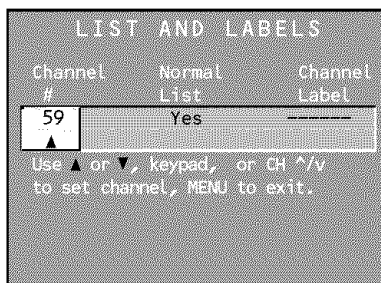 LIST AND LABELS
Channel Normal Channel
# List Label
59 Yes ------
▲
Use ▲ or ▼, keypad, or CH ^/v
to set channel, MENU to exit.